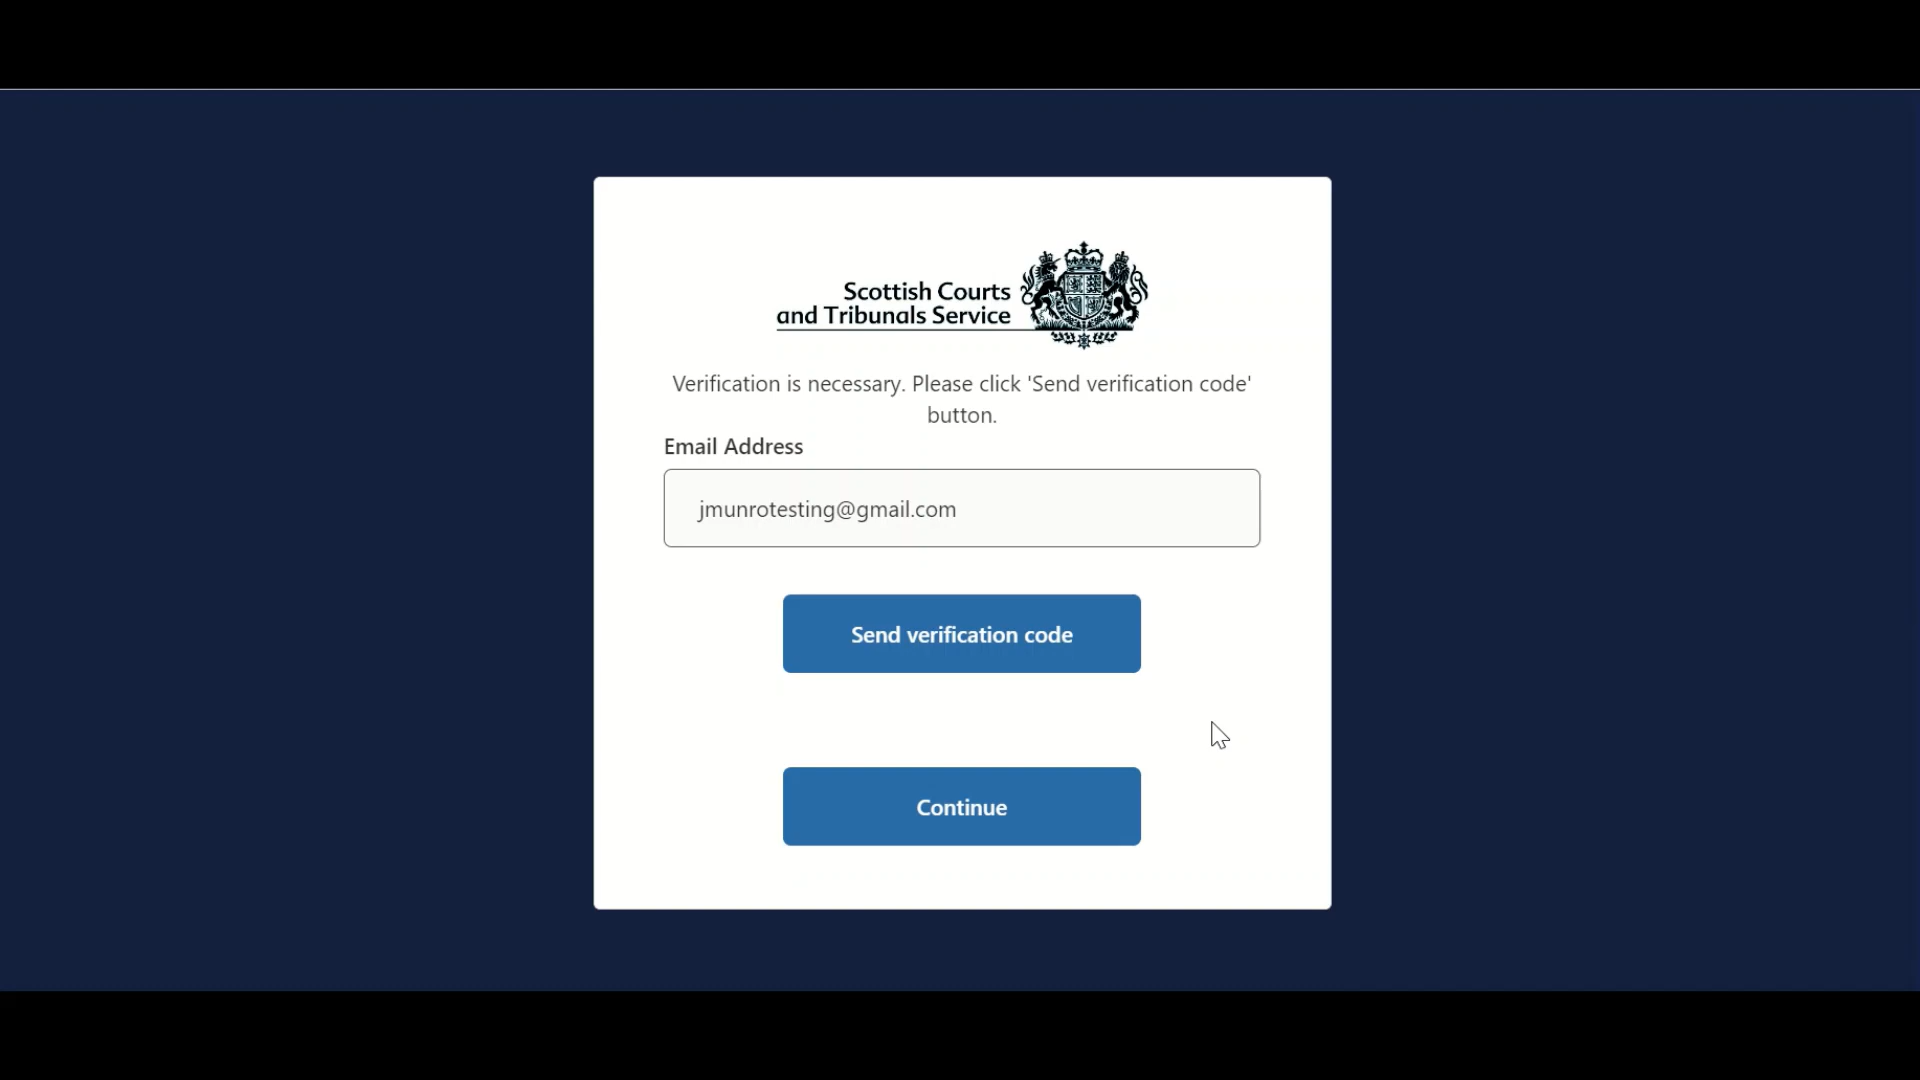 Scottish Courts
and Tribunals Service
Verification is necessary. Please click 'Send verification code'
button.
Email Address
jmunrotesting@gmail.com
Send verification code
Continue